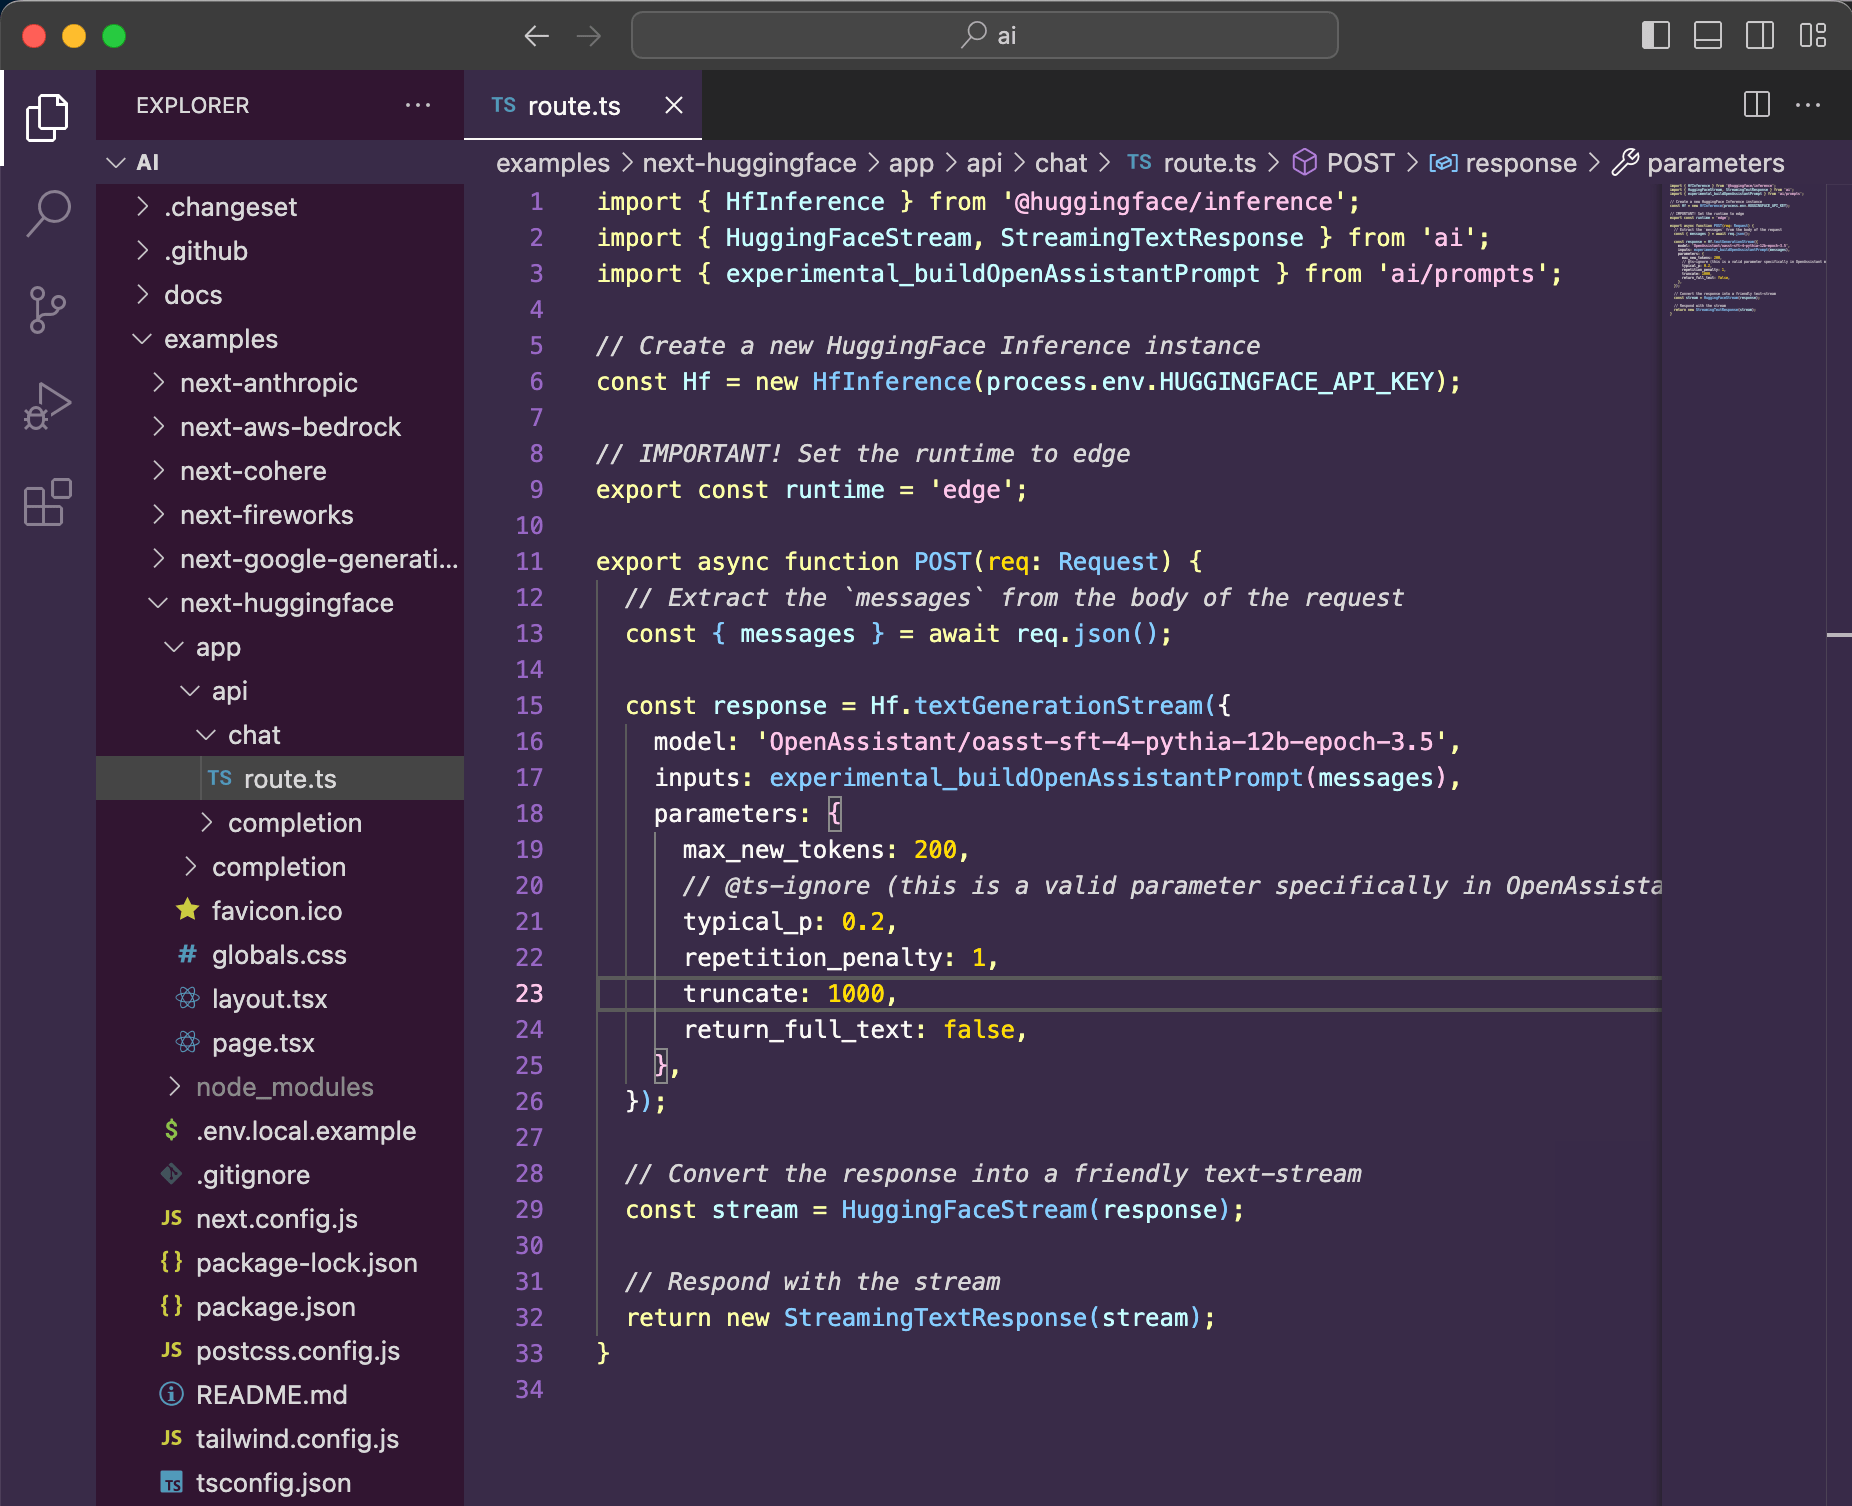 ai
EXPLORER
AI
.changeset
.github
docs
examples
next-anthropic
next-aws-bedrock
next-cohere
next-fireworks
next-google-generati...
next-huggingface
app
api
chat
TS route.ts
completion
completion
favicon.ico
# globals.css
layout.tsx
page.tsx
node_modules
$ .env.local.example
.gitignore
JS next.config.js
{} package-lock.json
{} package.json
JS postcss.config.js
README.md
JS tailwind.config.js
TS tsconfig.json
TS route.ts
examples > next-huggingface > app > api > chat > TS route.ts > POST > response > parameters
1 import { HfInference } from '@huggingface/inference';
2 import { HuggingFaceStream, StreamingTextResponse } from 'ai';
3 import { experimental_buildOpenAssistantPrompt } from 'ai/prompts';
4
5 // Create a new HuggingFace Inference instance
6 const Hf = new HfInference(process.env.HUGGINGFACE_API_KEY);
7
8 // IMPORTANT! Set the runtime to edge
9 export const runtime = 'edge';
10
11 export async function POST(req: Request) {
12 // Extract the `messages` from the body of the request
13 const { messages } = await req.json();
14
15 const response = Hf.textGenerationStream({
16 model: 'OpenAssistant/oasst-sft-4-pythia-12b-epoch-3.5',
17 inputs: experimental_buildOpenAssistantPrompt(messages),
18 parameters: {
19 max_new_tokens: 200,
20 // @ts-ignore (this is a valid parameter specifically in OpenAssista
21 typical_p: 0.2,
22 repetition_penalty: 1,
23 truncate: 1000,
24 return_full_text: false,
25 },
26 });
27
28 // Convert the response into a friendly text-stream
29 const stream = HuggingFaceStream(response);
30
31 // Respond with the stream
32 return new StreamingTextResponse(stream);
33 }
34